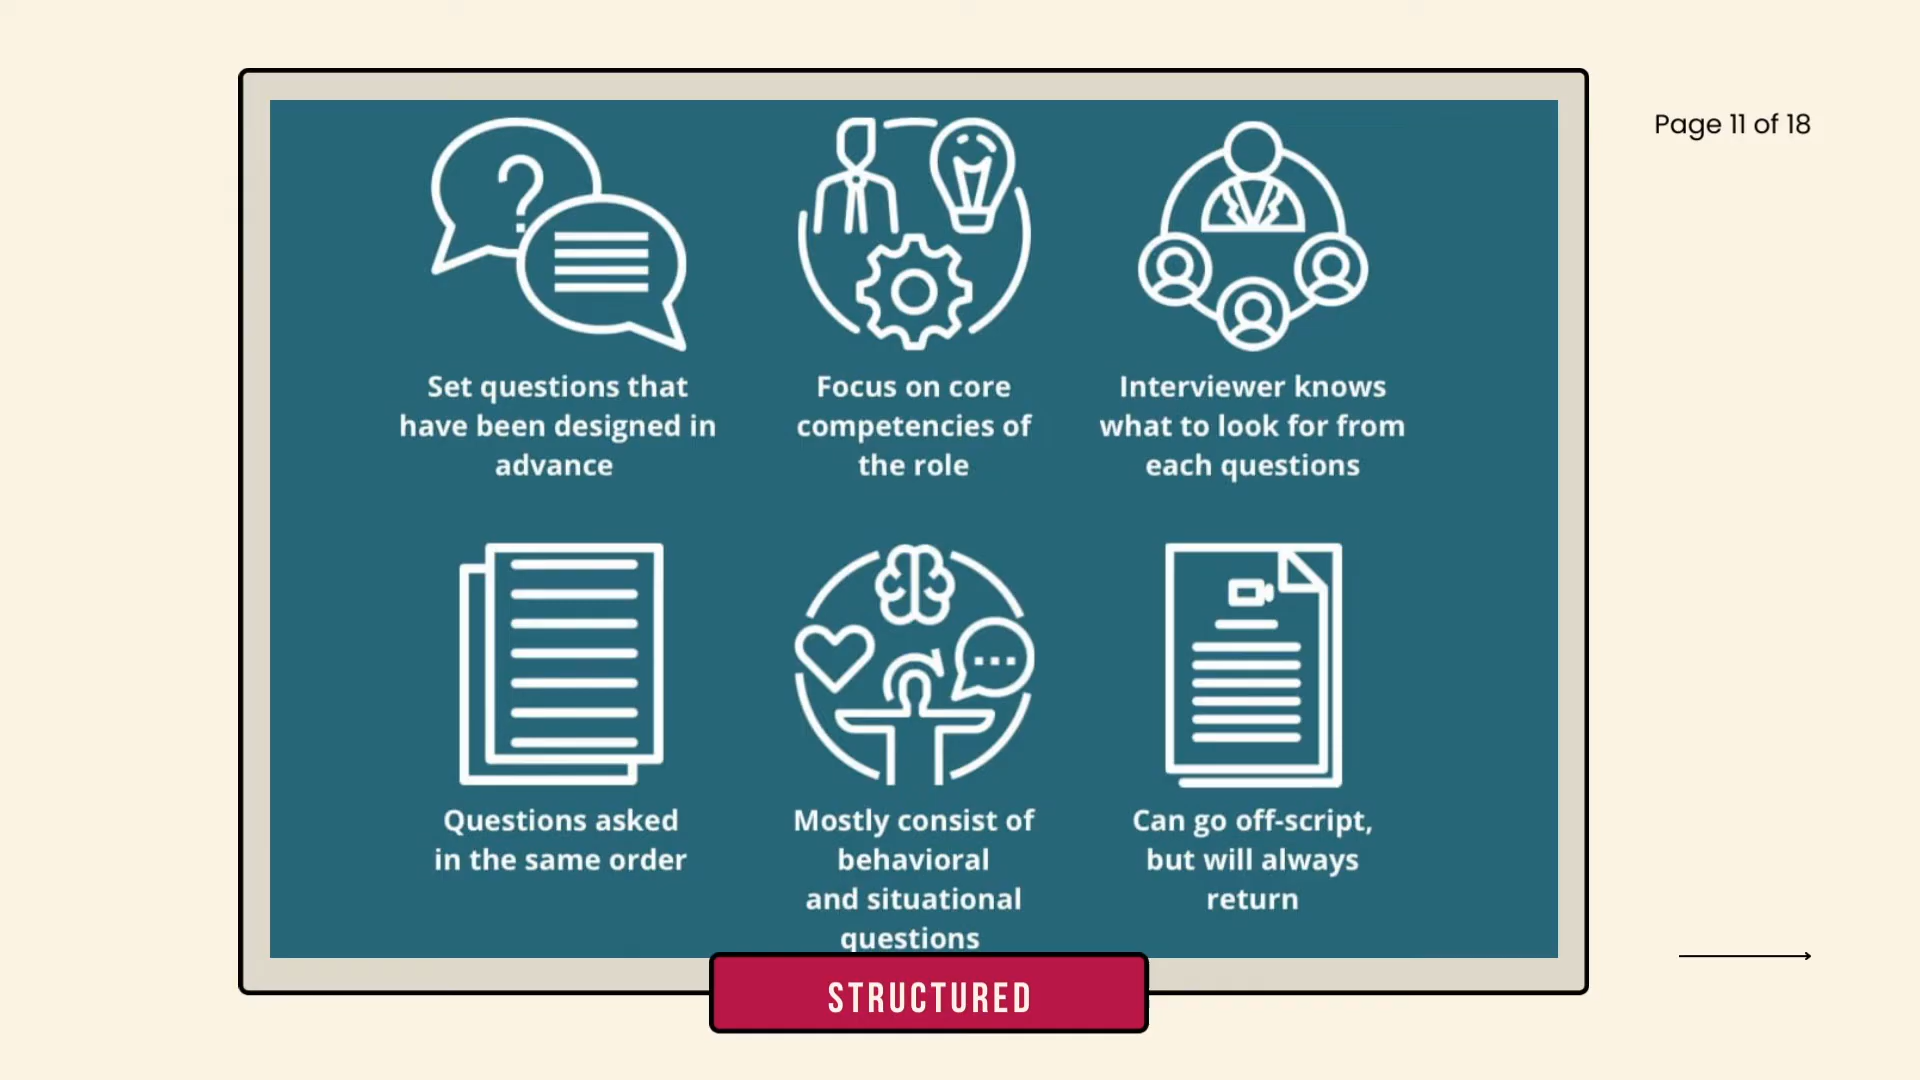 Page 11 of 18
Set questions that
have been designed in
advance
Focus on core
competencies of
the role
Interviewer knows
what to look for from
each questions
Questions asked
in the same order
Mostly consist of
behavioral
and situational
questions
Can go off-script,
but will always
return
STRUCTURED